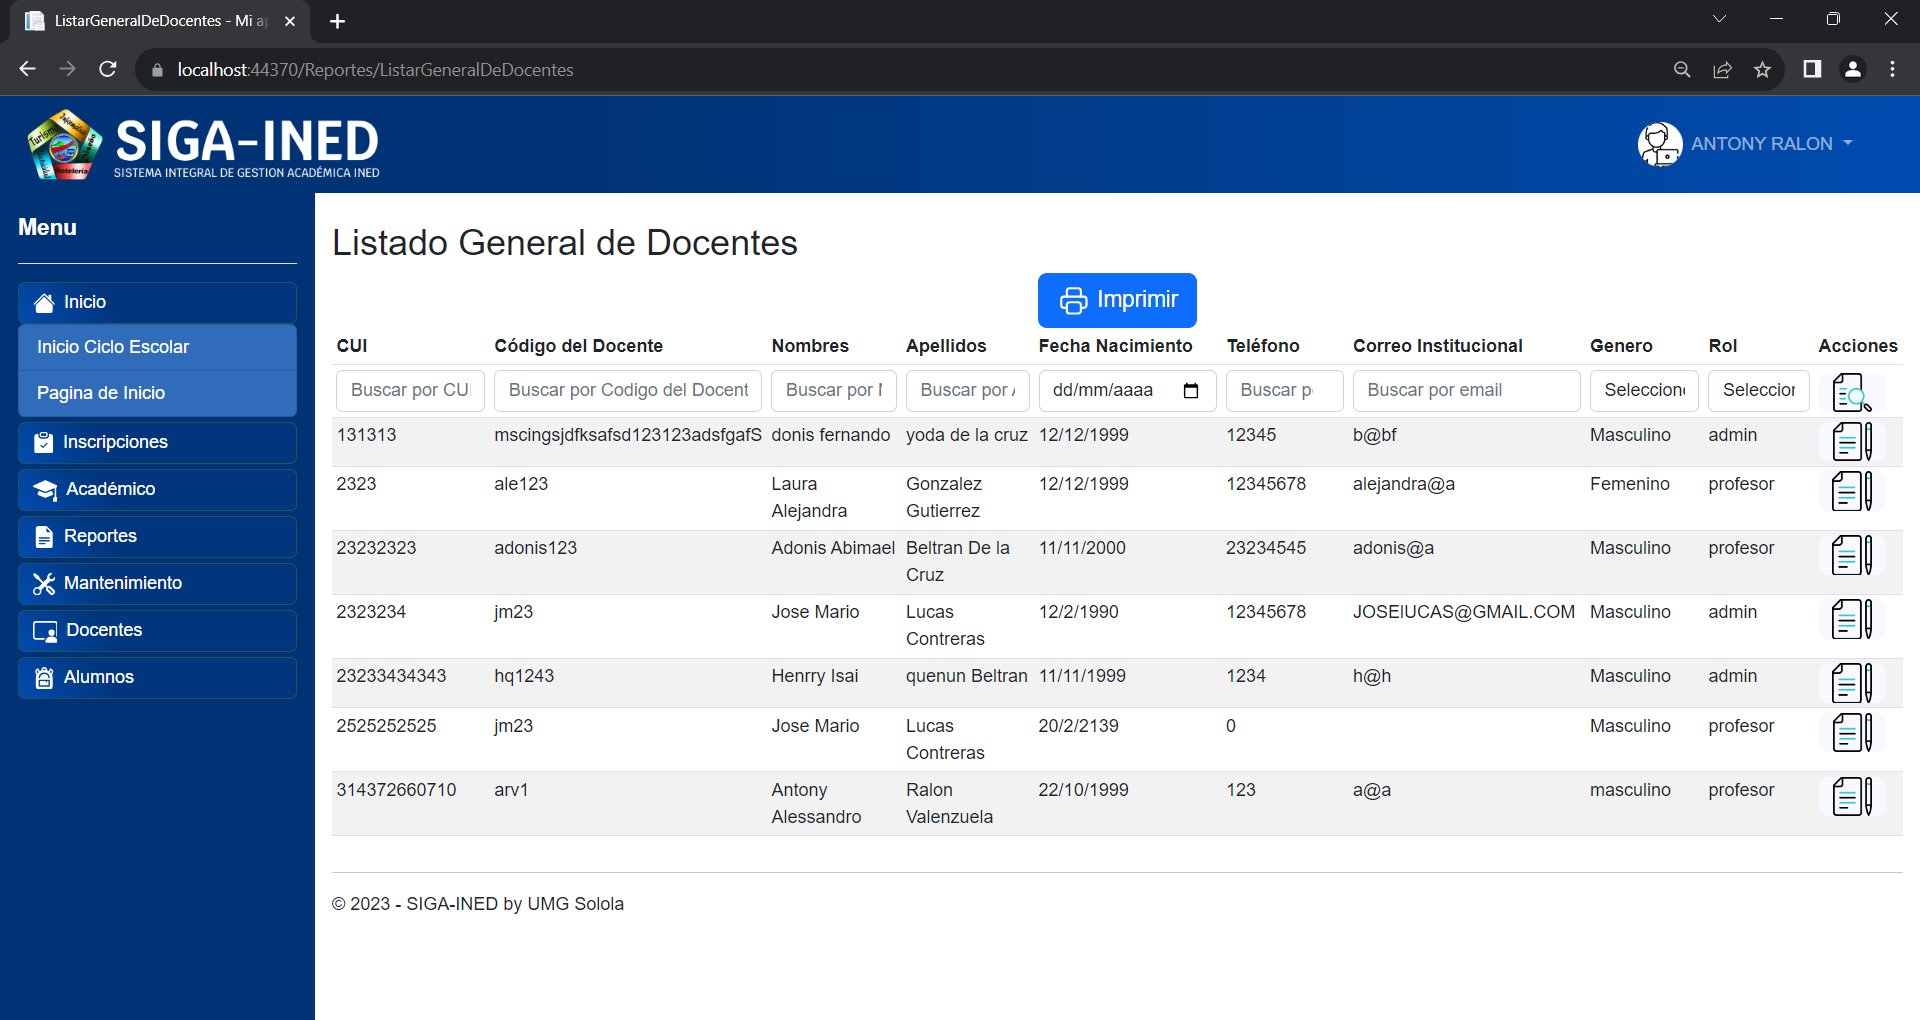 ListarGeneralDeDocentes - Mi a
localhost:44370/Reportes/ListarGeneralDeDocentes
Turismo
Informática
Diseño
Hoteleria
SIGA-INED
SISTEMA INTEGRAL DE GESTION ACADÉMICA INED
ANTONY RALON
Menu
Inicio
Inicio Ciclo Escolar
Pagina de Inicio
Inscripciones
Académico
Reportes
Mantenimiento
Docentes
Alumnos
Listado General de Docentes
Imprimir
CUI Código del Docente Nombres Apellidos Fecha Nacimiento Teléfono Correo Institucional Genero Rol Acciones
Buscar por CUI Buscar por Codigo del Docent Buscar por N Buscar por A dd/mm/aaaa Buscar p Buscar por email Seleccion Seleccior
131313 mscingsjdfksafsd123123adsfgafS donis fernando yoda de la cruz 12/12/1999 12345 b@bf Masculino admin
2323 ale123 Laura Gonzalez 12/12/1999 12345678 alejandra@a Femenino profesor
Alejandra Gutierrez
23232323 adonis123 Adonis Abimael Beltran De la 11/11/2000 23234545 adonis@a Masculino profesor
Cruz
2323234 jm23 Jose Mario Lucas 12/2/1990 12345678 JOSElUCAS@GMAIL.COM Masculino admin
Contreras
23233434343 hq1243 Henrry Isai quenun Beltran 11/11/1999 1234 h@h Masculino admin
2525252525 jm23 Jose Mario Lucas 20/2/2139 0 Masculino profesor
Contreras
314372660710 arv1 Antony Ralon 22/10/1999 123 a@a masculino profesor
Alessandro Valenzuela
© 2023 - SIGA-INED by UMG Solola